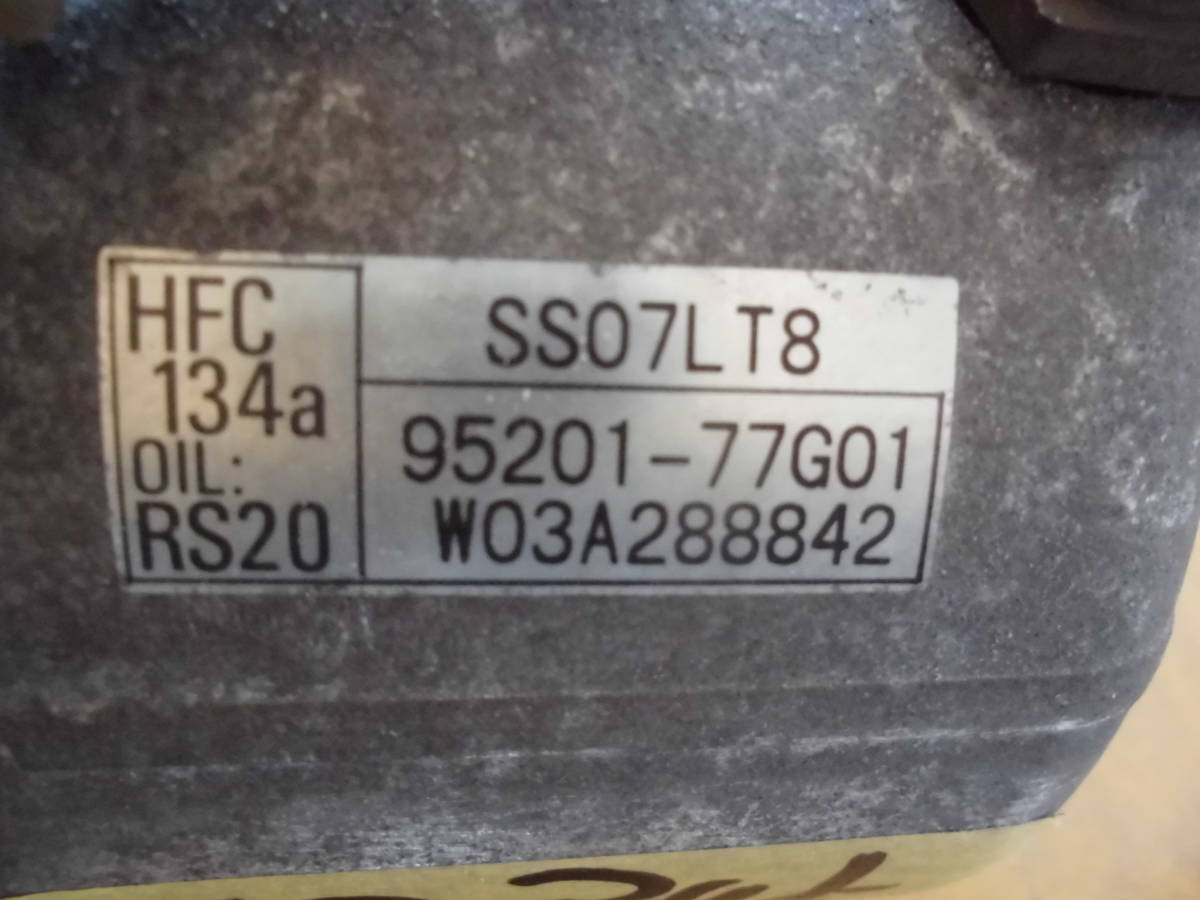 HFC
134a
OIL:
RS20
SS07LT8
95201-77G01
W03A288842